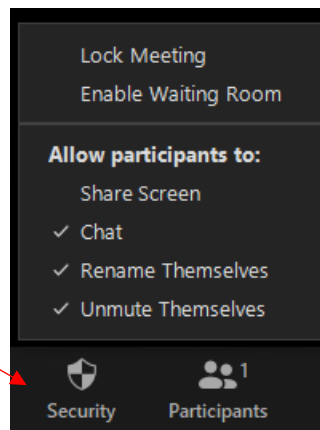 Lock Meeting
Enable Waiting Room
Allow participants to:
Share Screen
✓ Chat
✓ Rename Themselves
✓ Unmute Themselves
1
Security Participants